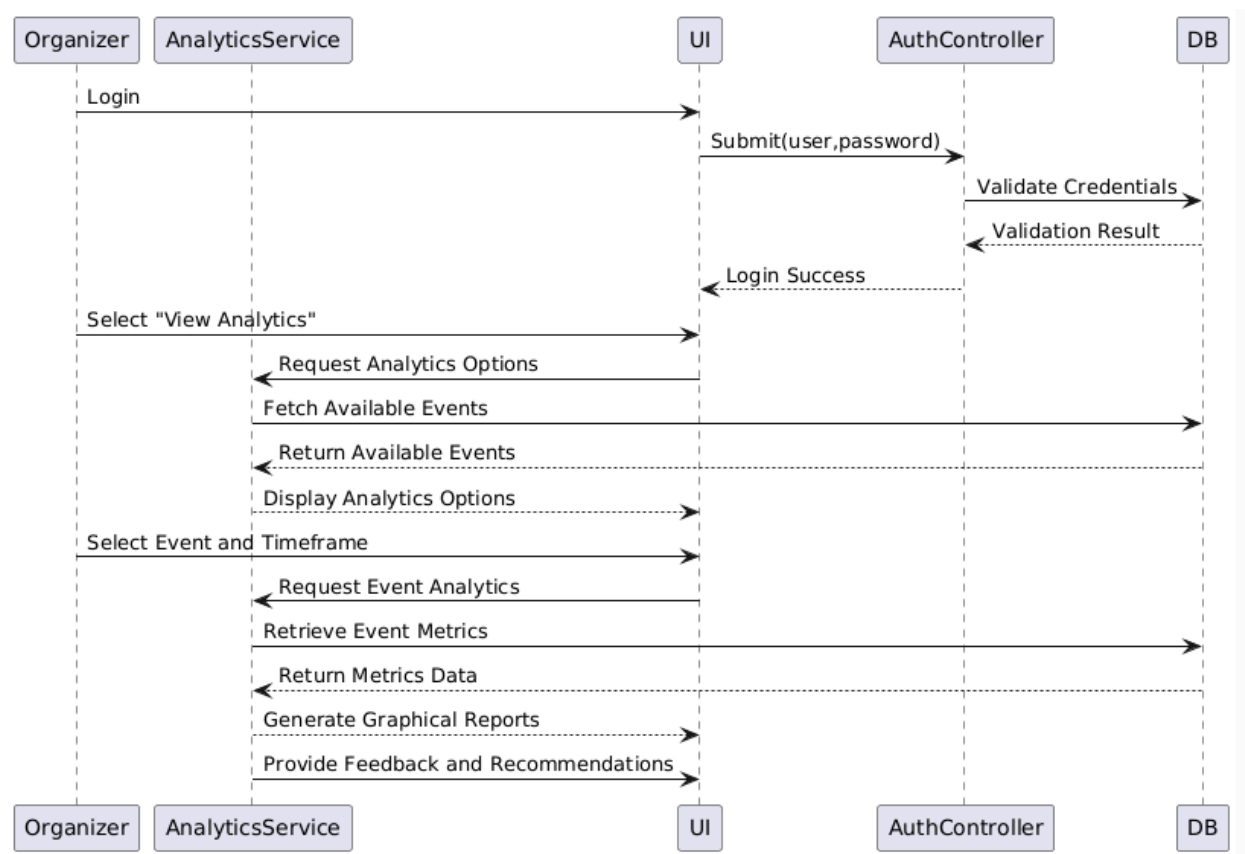 Organizer AnalyticsService UI AuthController DB
Login
Submit(user,password)
Validate Credentials
Validation Result
Login Success
Select "View Analytics"
Request Analytics Options
Fetch Available Events
Return Available Events
Display Analytics Options
Select Event and Timeframe
Request Event Analytics
Retrieve Event Metrics
Return Metrics Data
Generate Graphical Reports
Provide Feedback and Recommendations
Organizer AnalyticsService UI AuthController DB